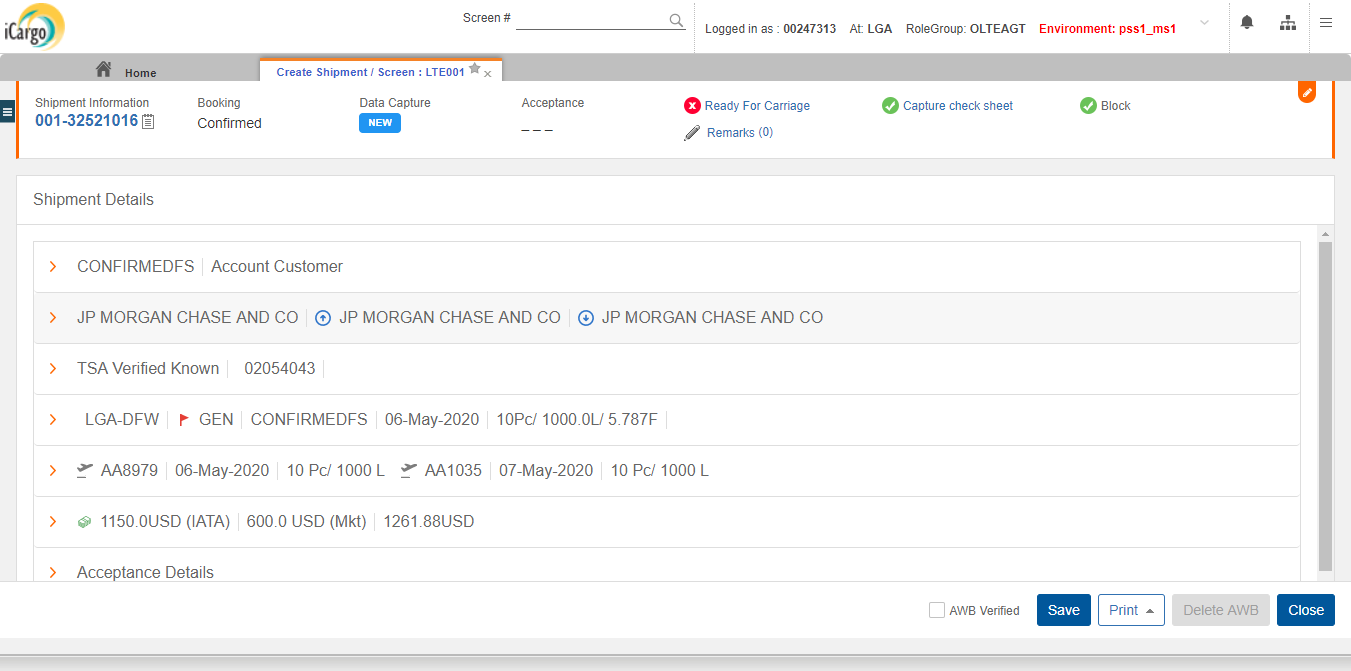 iCargo
Screen #
Logged in as : 00247313 At: LGA RoleGroup: OLTEAGT Environment: pss1_ms1
Home
Create Shipment / Screen : LTE001
Shipment Information
001-32521016
Booking
Confirmed
Data Capture
NEW
Acceptance
_ _ _
Ready For Carriage
Remarks (0)
Capture check sheet
Block
Shipment Details
CONFIRMEDFS Account Customer
JP MORGAN CHASE AND CO JP MORGAN CHASE AND CO JP MORGAN CHASE AND CO
TSA Verified Known 02054043
LGA-DFW GEN CONFIRMEDFS 06-May-2020 10Pc/ 1000.0L/ 5.787F
AA8979 06-May-2020 10 Pc/ 1000 L AA1035 07-May-2020 10 Pc/ 1000 L
1150.0USD (IATA) 600.0 USD (Mkt) 1261.88USD
Acceptance Details
AWB Verified Save Print Delete AWB Close